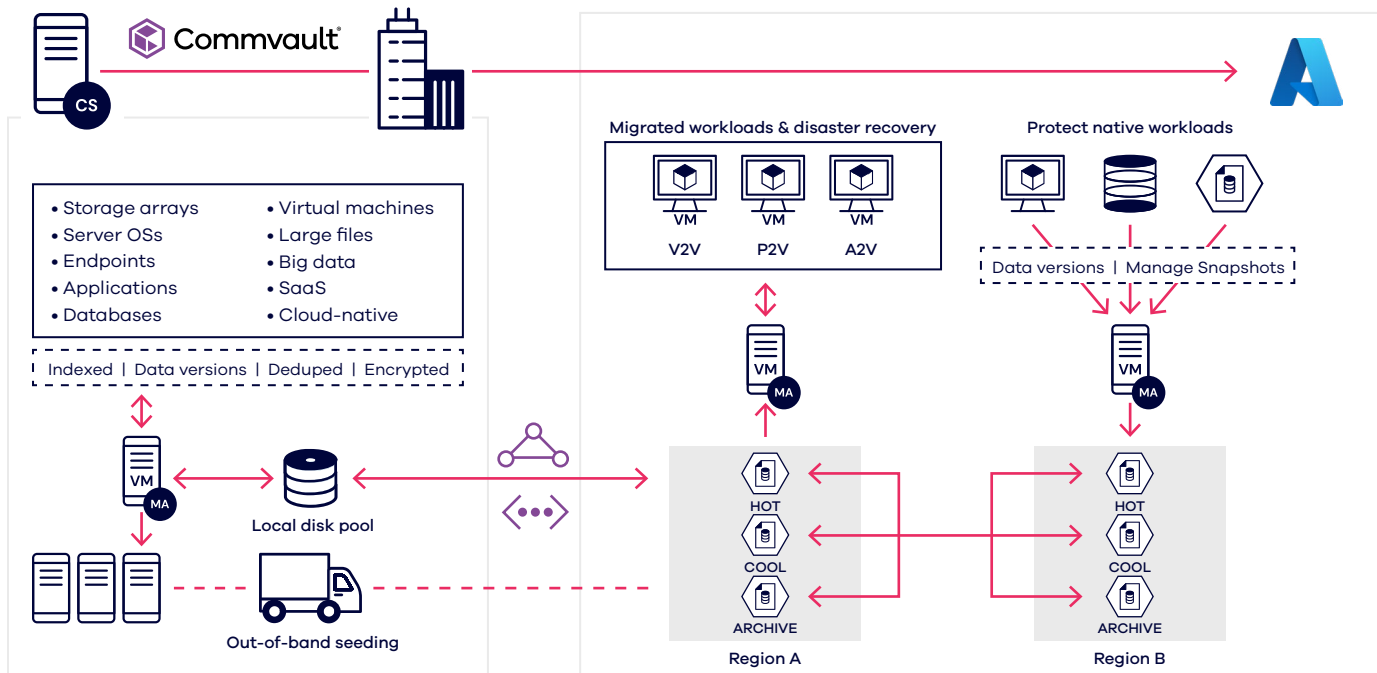 Commvault®
CS
Migrated workloads & disaster recovery
VM VM VM
V2V P2V A2V
Protect native workloads
Data versions | Manage Snapshots
• Storage arrays
• Server OSs
• Endpoints
• Applications
• Databases
• Virtual machines
• Large files
• Big data
• SaaS
• Cloud-native
Indexed | Data versions | Deduped | Encrypted
VM
MA
VM
MA
VM
MA
Local disk pool
Out-of-band seeding
HOT
COOL
ARCHIVE
Region A
HOT
COOL
ARCHIVE
Region B